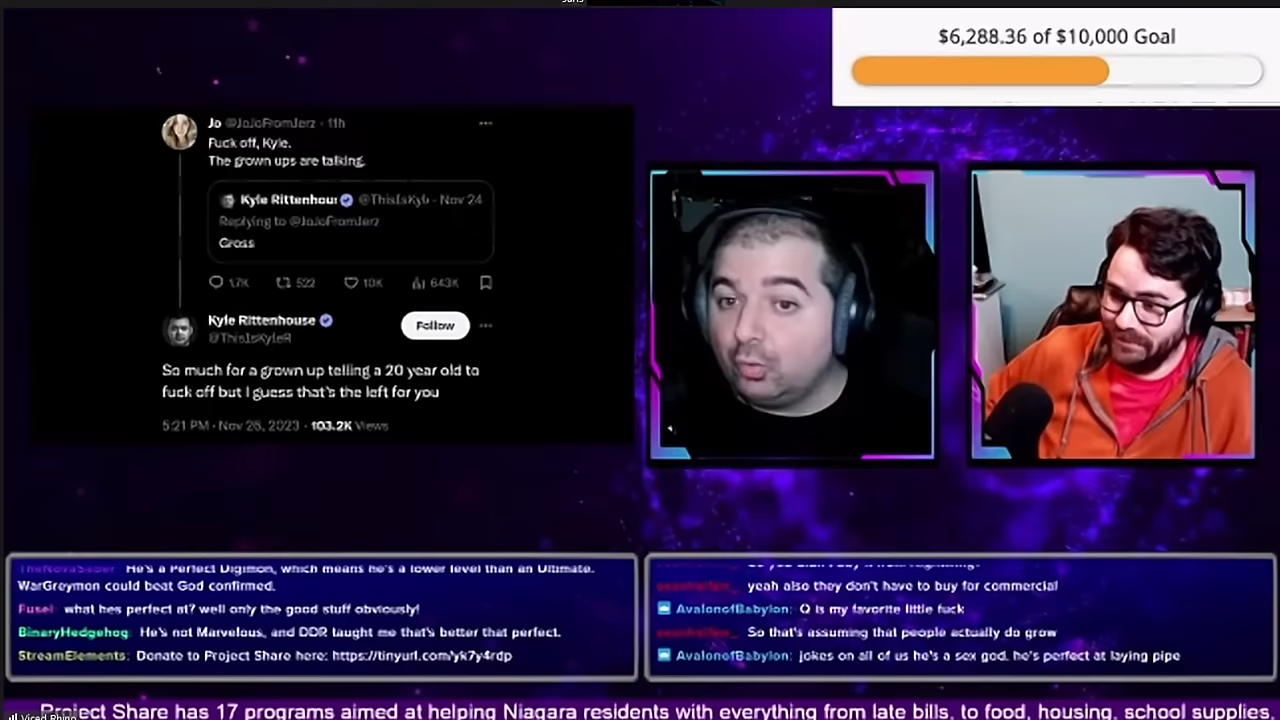 $6,288.36 of $10,000 Goal
Jo @JoJoFromJerz · 11h
Fuck off, Kyle.
The grown ups are talking.
Kyle Rittenhour @ThisIsKyl · Nov 24
Replying to @JoJoFromJerz
Gross
1.7K 522 10K 643K
Kyle Rittenhouse
@ThisIsKyleR
Follow
So much for a grown up telling a 20 year old to
fuck off but I guess that's the left for you
5:21 PM · Nov 26, 2023 · 103.2K Views
TheNovaSaber He's a Perfect Digimon, which means he's a lower level than an Ultimate.
WarGreymon could beat God confirmed.
Fusel: what hes perfect at? well only the good stuff obviously!
BinaryHedgehog: He's not Marvelous, and DDR taught me that's better that perfect.
StreamElements: Donate to Project Share here: https://tinyurl.com/yk7y4rdp
yeah also they don't have to buy for commercial
AvalonofBabylon: Q is my favorite little fuck
So that's assuming that people actually do grow
AvalonofBabylon: jokes on all of us he's a sex god. he's perfect at laying pipe
Project Share has 17 programs aimed at helping Niagara residents with everything from late bills, to food, housing, school supplies,
Viced Rhino